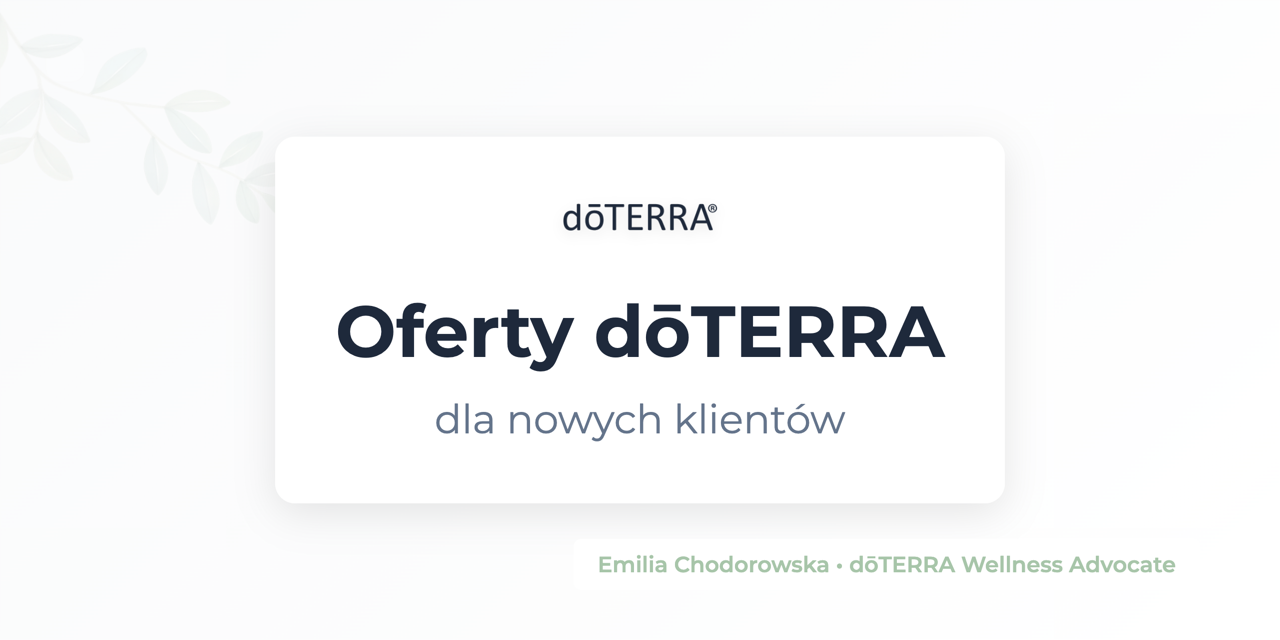 dōTERRA®
Oferty dōTERRA
dla nowych klientów
Emilia Chodorowska • dōTERRA Wellness Advocate